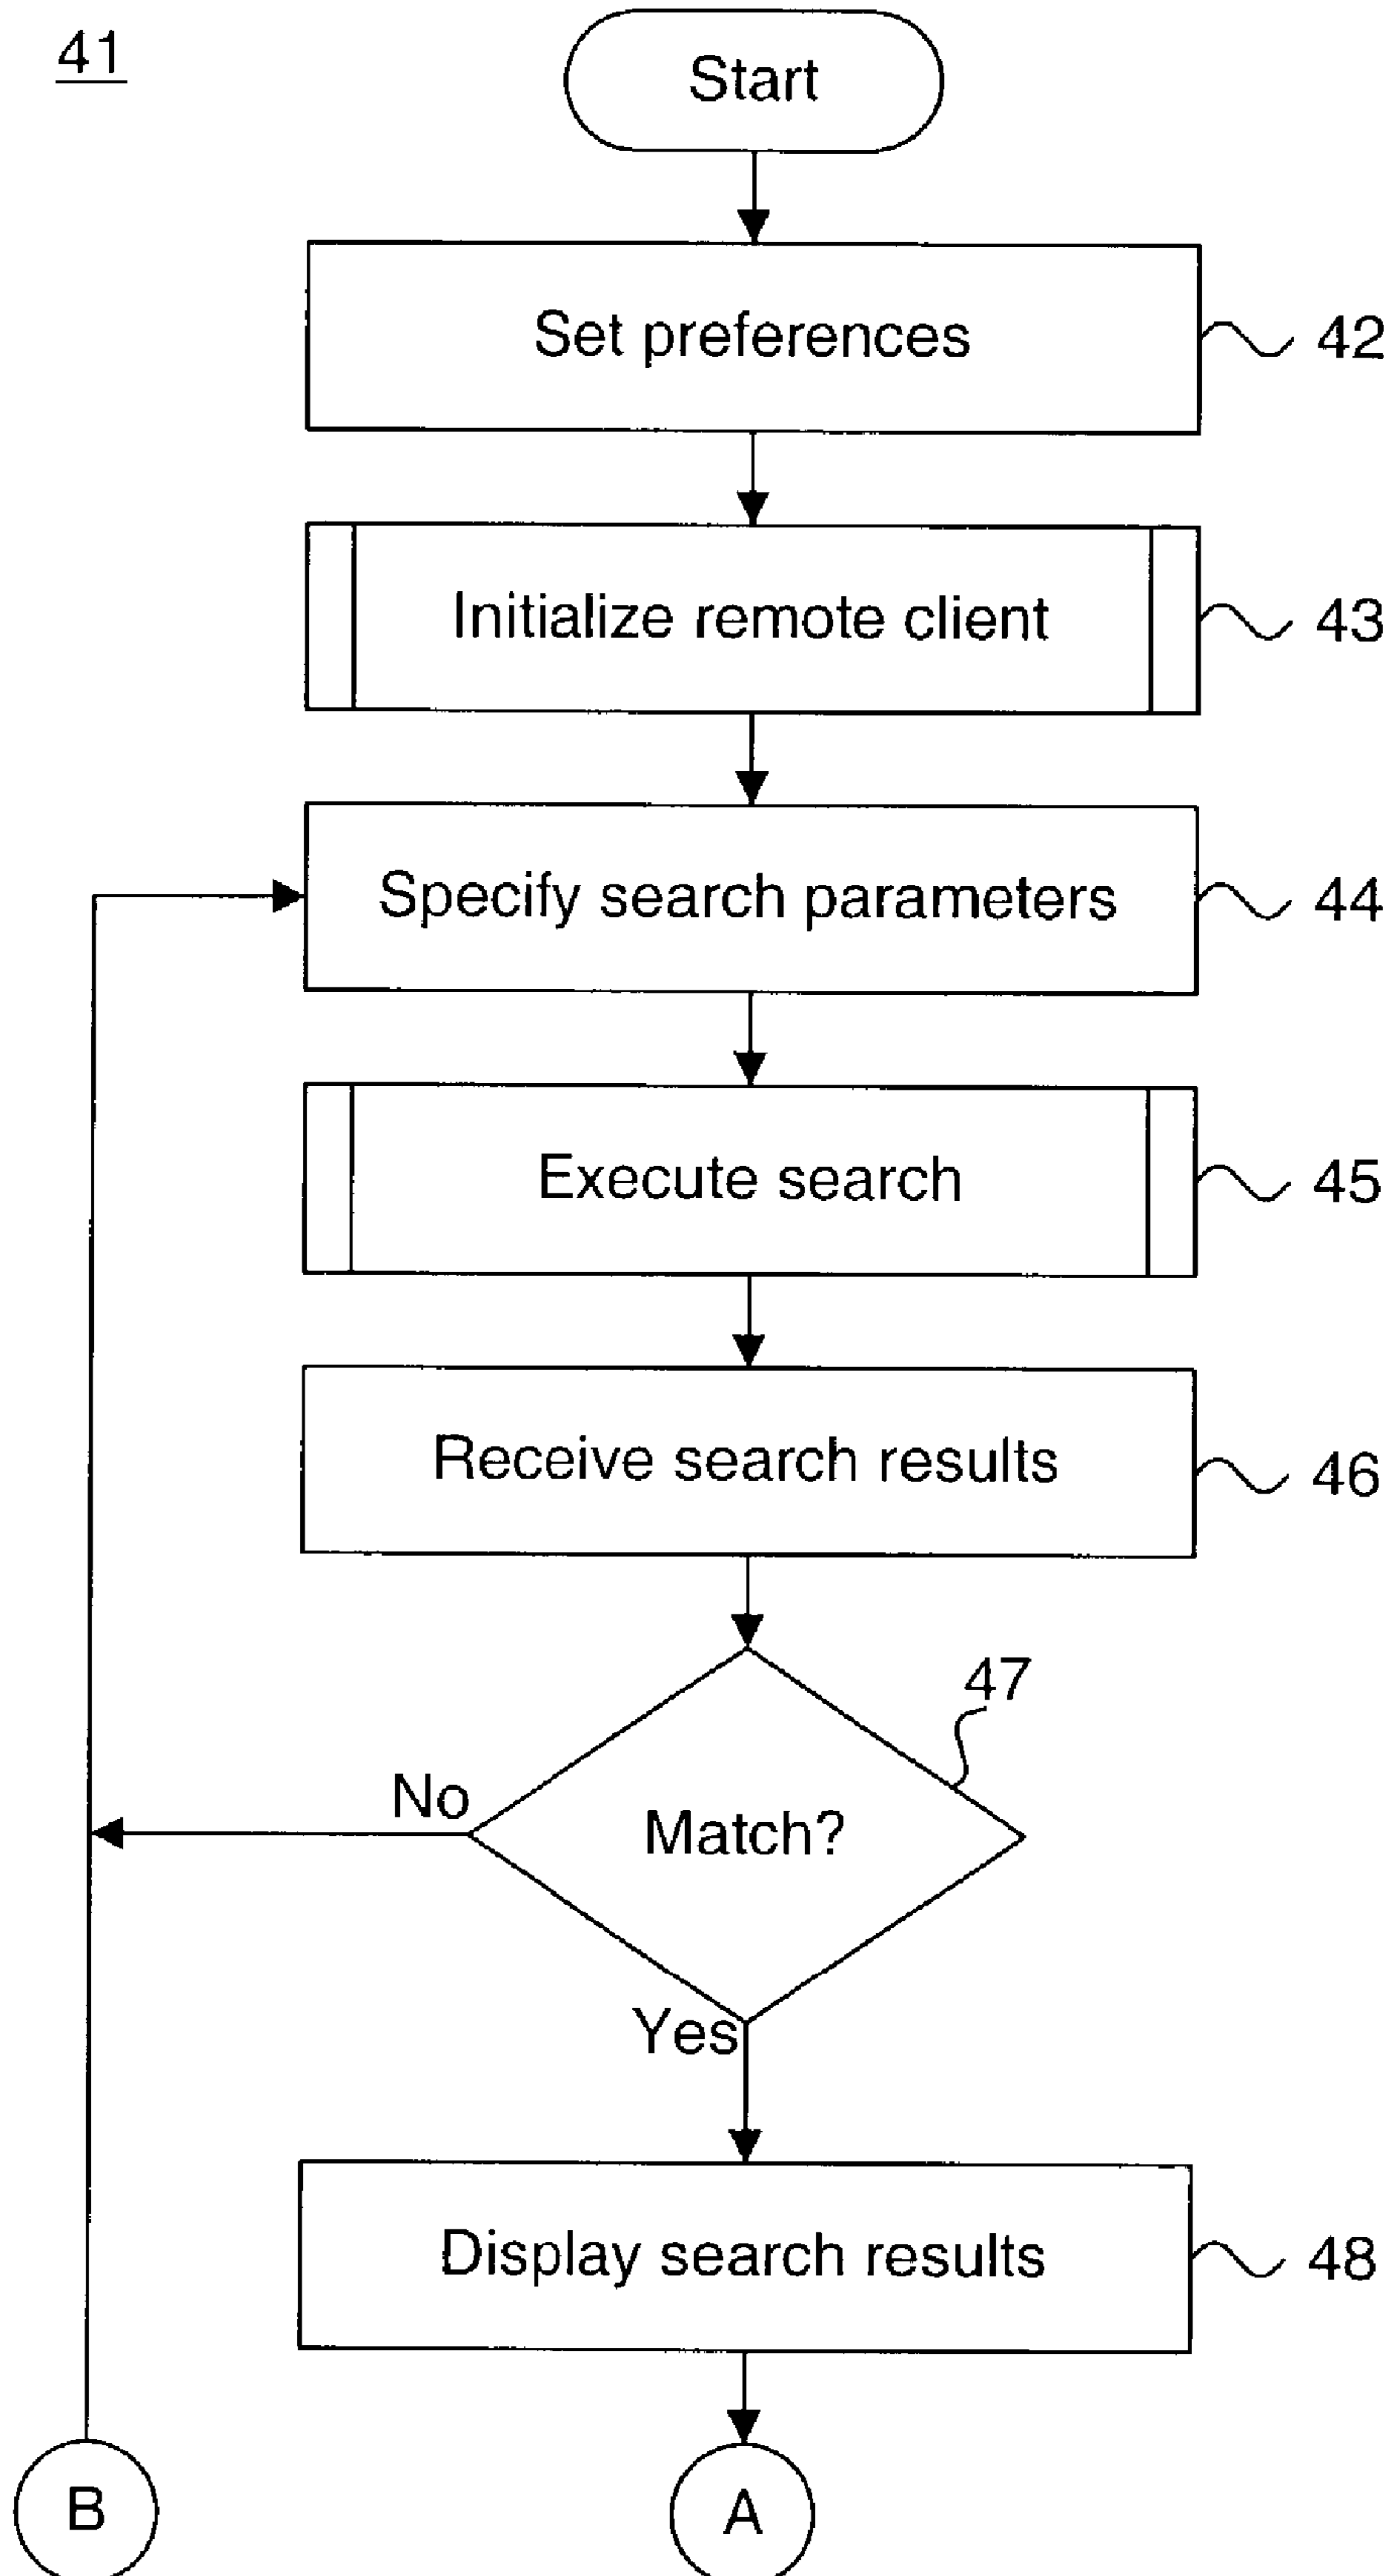 41
Start
Set preferences
42
Initialize remote client
43
Specify search parameters
44
Execute search
45
Receive search results
46
47
No
Match?
Yes
Display search results
48
B
A